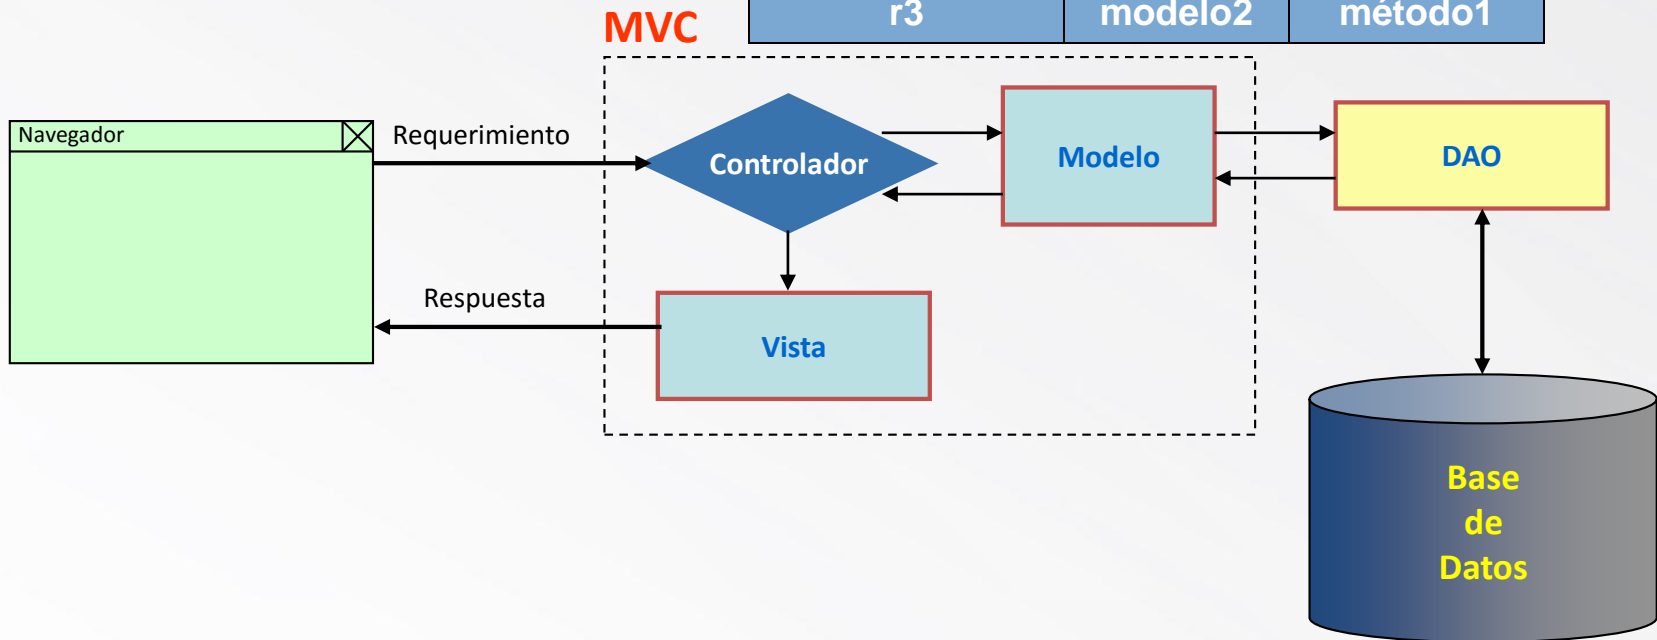 r3 modelo2 método1
MVC
Navegador
Requerimiento
Controlador
Modelo
DAO
Respuesta
Vista
Base
de
Datos